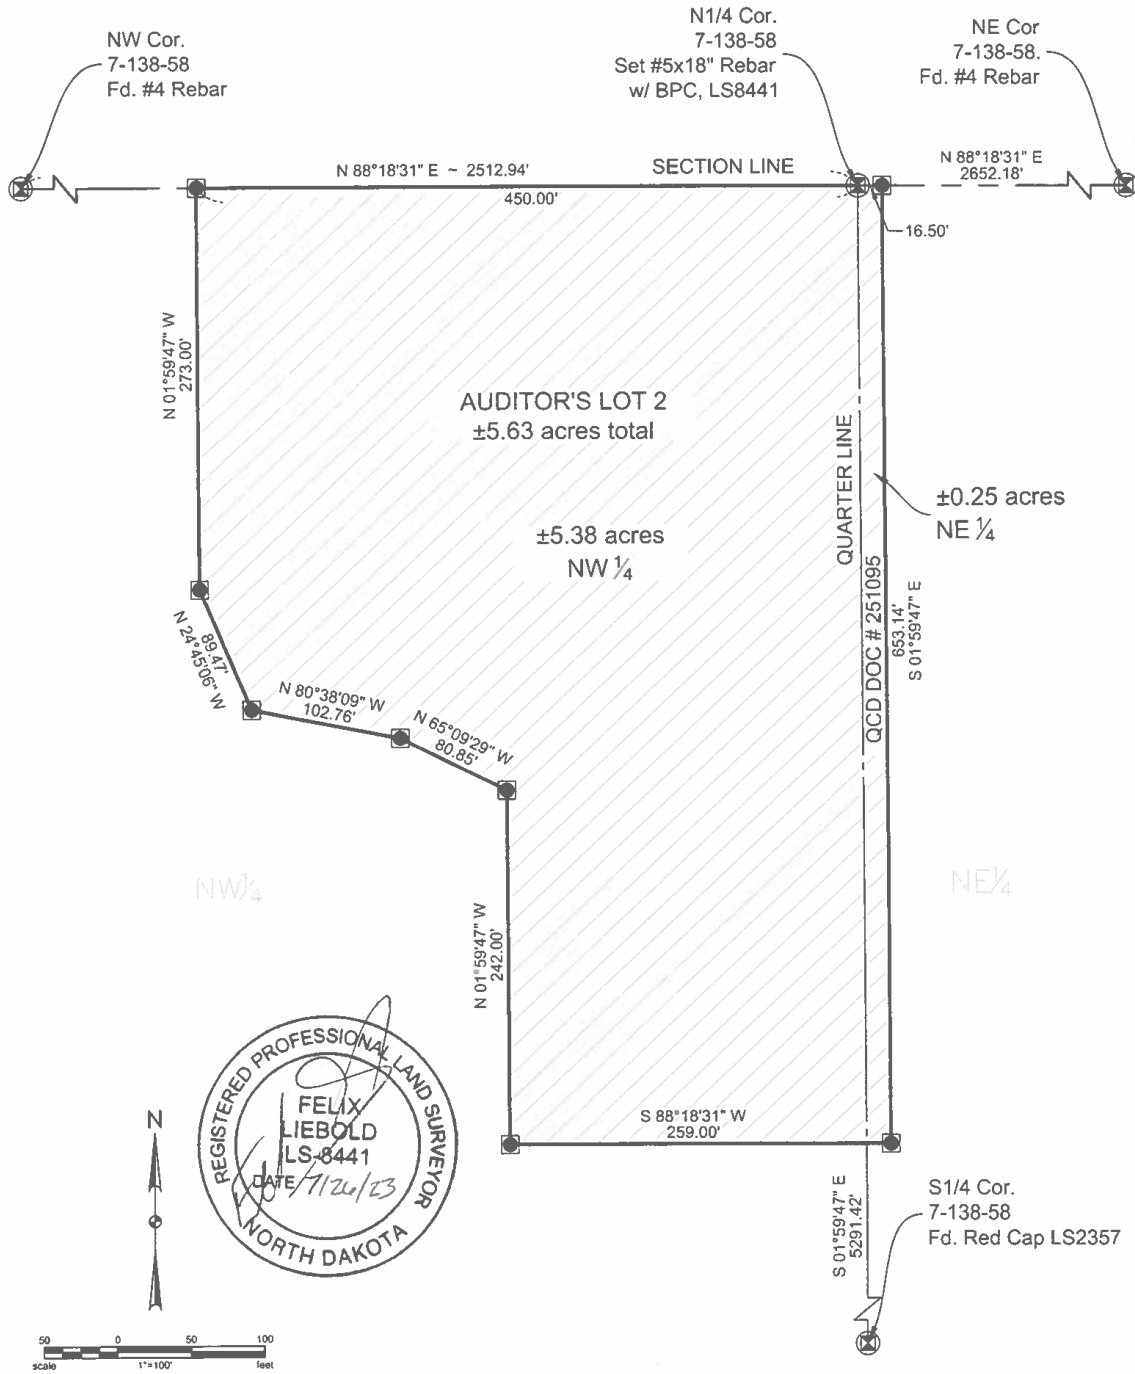 NW Cor.
7-138-58
Fd. #4 Rebar
N1/4 Cor.
7-138-58
Set #5x18" Rebar
w/ BPC, LS8441
NE Cor
7-138-58.
Fd. #4 Rebar
N 88°18'31" E ~ 2512.94'
SECTION LINE
450.00'
N 88°18'31" E
2652.18'
16.50'
N 01°59'47" W
273.00'
AUDITOR'S LOT 2
±5.63 acres total
±5.38 acres
NW 1/4
QUARTER LINE
QCD DOC # 251095
±0.25 acres
NE 1/4
653.14'
S 01°59'47" E
89.47'
N 24°45'06" W
N 80°38'09" W
102.76'
N 65°09'29" W
80.85'
NW1/4
NE1/4
N 01°59'47" W
242.00'
S 88°18'31" W
259.00'
REGISTERED PROFESSIONAL LAND SURVEYOR
FELIX
LIEBOLD
LS-8441
DATE 7/26/23
NORTH DAKOTA
N
S 01°59'47" E
5291.42'
S1/4 Cor.
7-138-58
Fd. Red Cap LS2357
50 0 50 100
scale 1"=100' feet